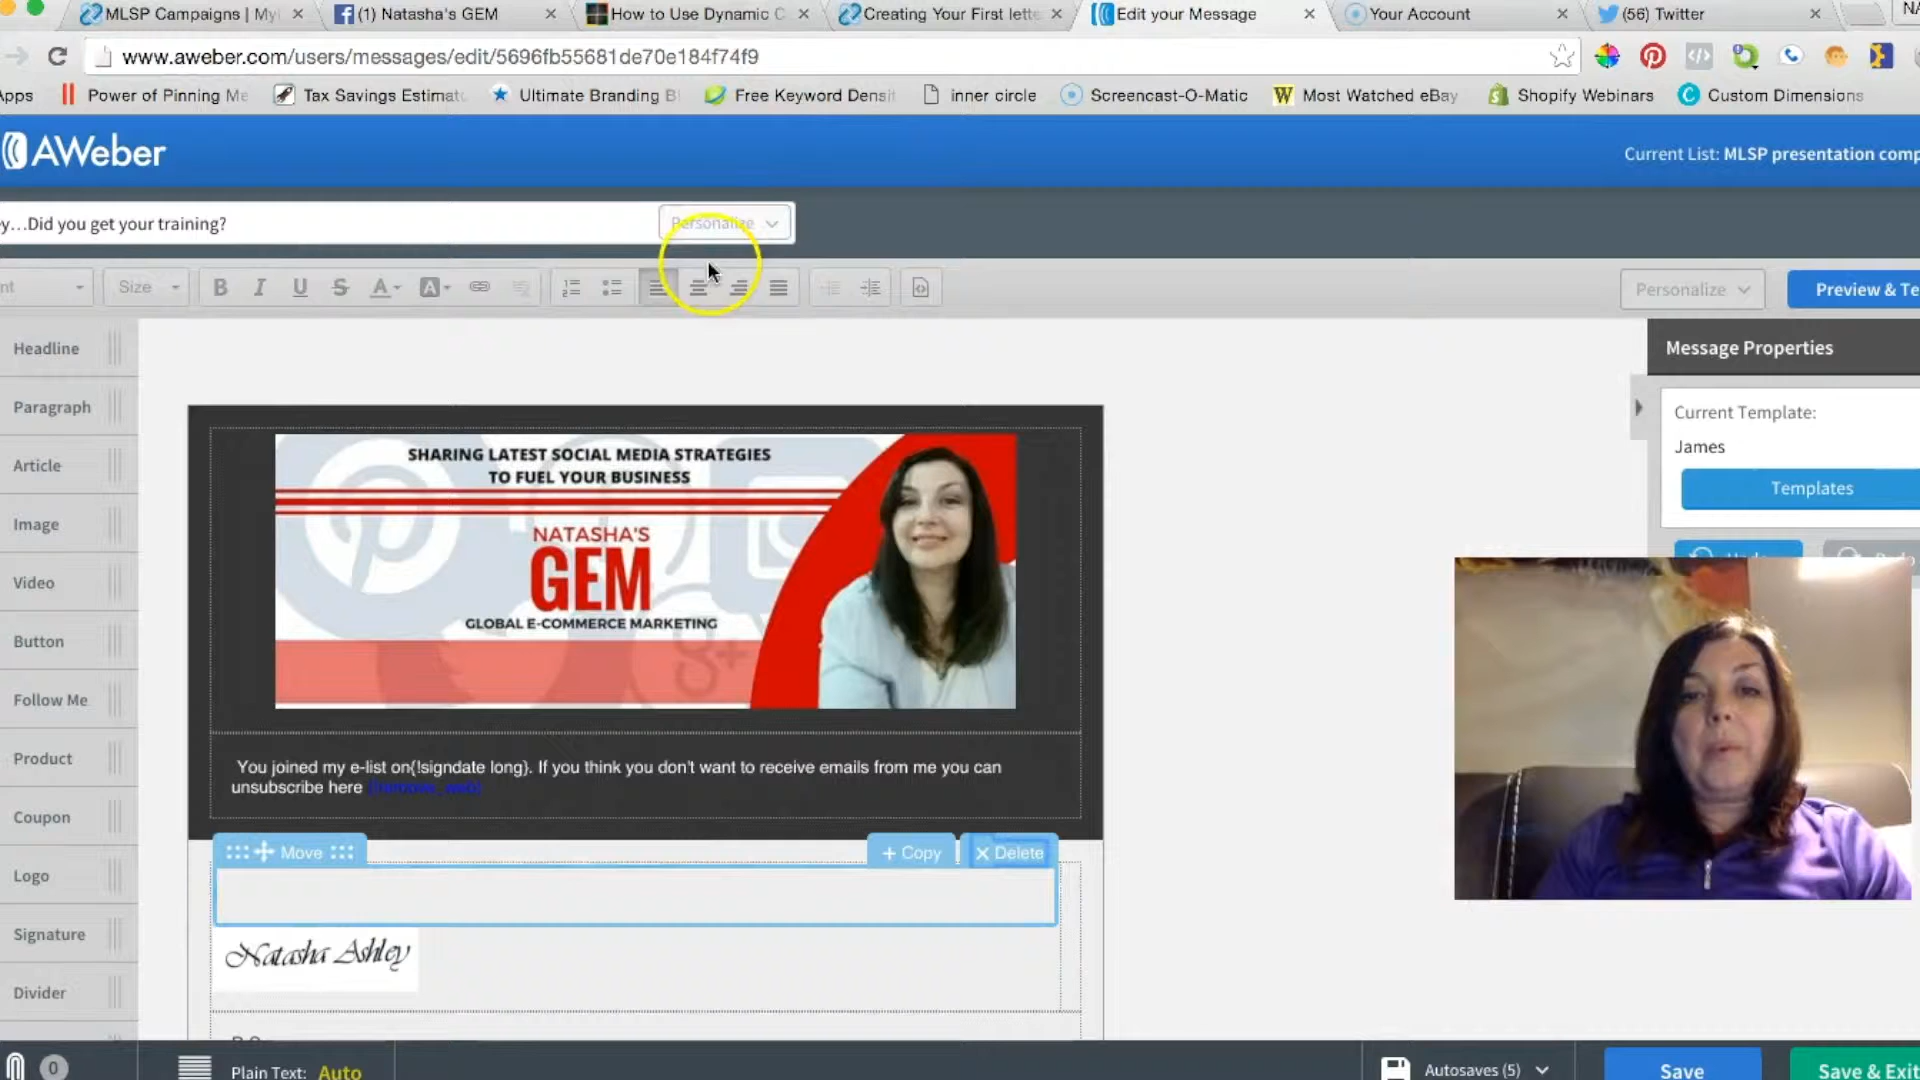 MLSP Campaigns | My
(1) Natasha's GEM
How to Use Dynamic C
Creating Your First lette
Edit your Message
Your Account
(56) Twitter
NA
www.aweber.com/users/messages/edit/5696fb55681de70e184f74f9
Apps
Power of Pinning Me
Tax Savings Estimat
Ultimate Branding B
Free Keyword Densit
inner circle
Screencast-O-Matic
Most Watched eBay
Shopify Webinars
Custom Dimensions
AWeber
Current List: MLSP presentation comp
y...Did you get your training?
Personalize
nt
Size
B I U S A A
Personalize
Preview & Te
Headline
Paragraph
Article
Image
Video
Button
Follow Me
Product
Coupon
Logo
Signature
Divider
Message Properties
Current Template:
James
Templates
Undo
Redo
SHARING LATEST SOCIAL MEDIA STRATEGIES
TO FUEL YOUR BUSINESS
NATASHA'S
GEM
GLOBAL E-COMMERCE MARKETING
You joined my e-list on{!signdate long}. If you think you don't want to receive emails from me you can
unsubscribe here {!remove_web}
Move
+ Copy
X Delete
Natasha Ashley
0
Plain Text: Auto
Autosaves (5)
Save
Save & Exit